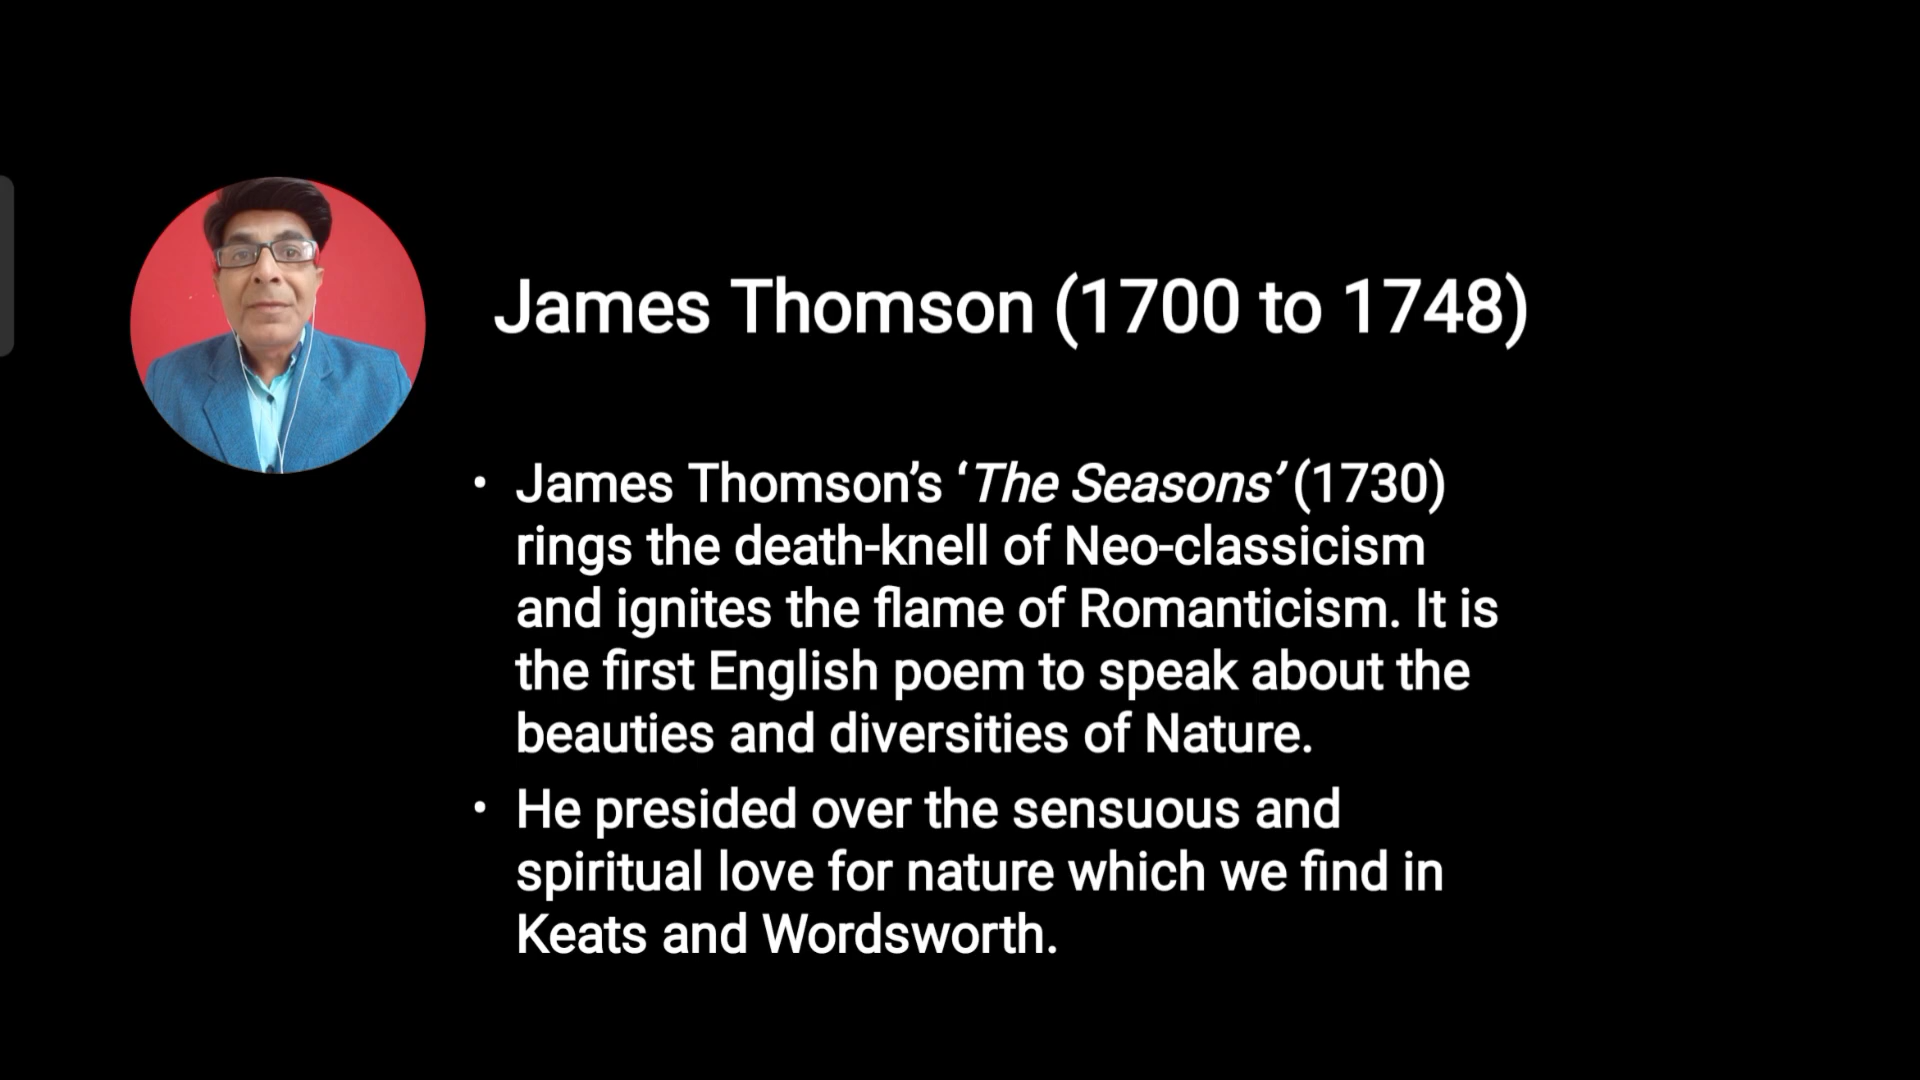 James Thomson (1700 to 1748)
• James Thomson’s ‘The Seasons’ (1730)
rings the death-knell of Neo-classicism
and ignites the flame of Romanticism. It is
the first English poem to speak about the
beauties and diversities of Nature.
• He presided over the sensuous and
spiritual love for nature which we find in
Keats and Wordsworth.